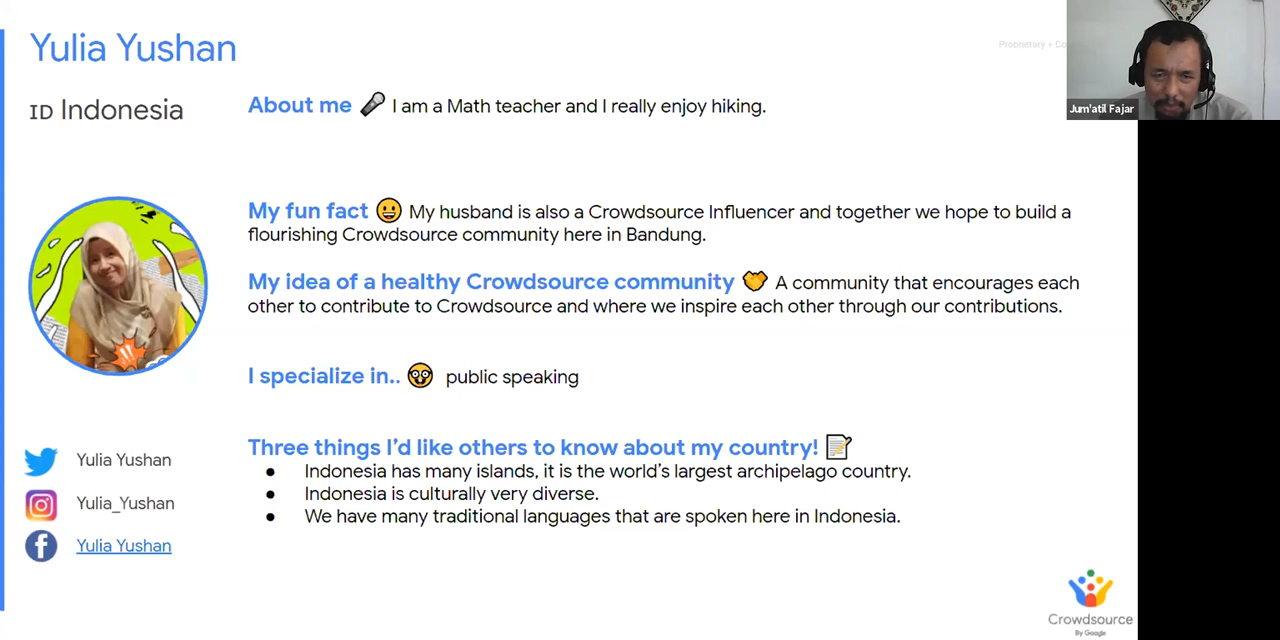 Yulia Yushan
Proprietary + Co
Jum'atil Fajar
ID Indonesia
About me 🎤 I am a Math teacher and I really enjoy hiking.
My fun fact 😀 My husband is also a Crowdsource Influencer and together we hope to build a
flourishing Crowdsource community here in Bandung.
My idea of a healthy Crowdsource community 🤝 A community that encourages each
other to contribute to Crowdsource and where we inspire each other through our contributions.
I specialize in.. 🤓 public speaking
Three things I'd like others to know about my country! 📝
● Indonesia has many islands, it is the world's largest archipelago country.
● Indonesia is culturally very diverse.
● We have many traditional languages that are spoken here in Indonesia.
Yulia Yushan
Yulia_Yushan
Yulia Yushan
Crowdsource
By Google